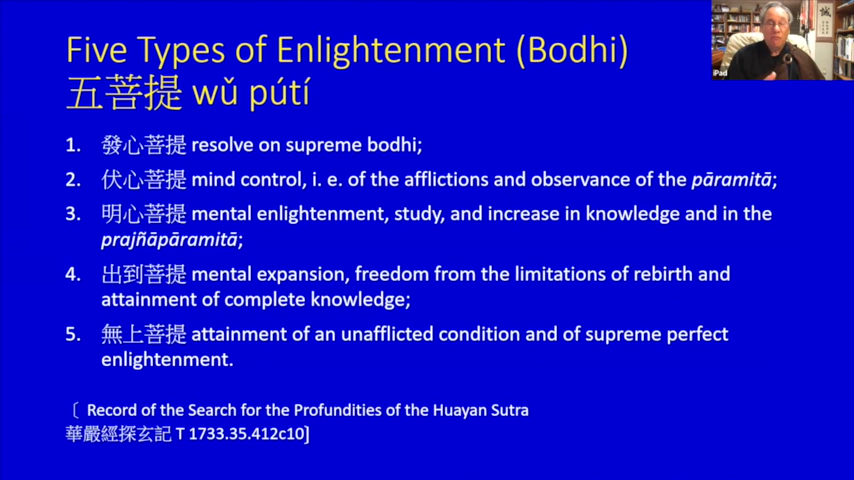 Five Types of Enlightenment (Bodhi)
五菩提 wǔ pútí
1. 發心菩提 resolve on supreme bodhi;
2. 伏心菩提 mind control, i. e. of the afflictions and observance of the pāramitā;
3. 明心菩提 mental enlightenment, study, and increase in knowledge and in the
prajñāpāramitā;
4. 出到菩提 mental expansion, freedom from the limitations of rebirth and
attainment of complete knowledge;
5. 無上菩提 attainment of an unafflicted condition and of supreme perfect
enlightenment.
〔 Record of the Search for the Profundities of the Huayan Sutra
華嚴經探玄記 T 1733.35.412c10]
iPad
誠